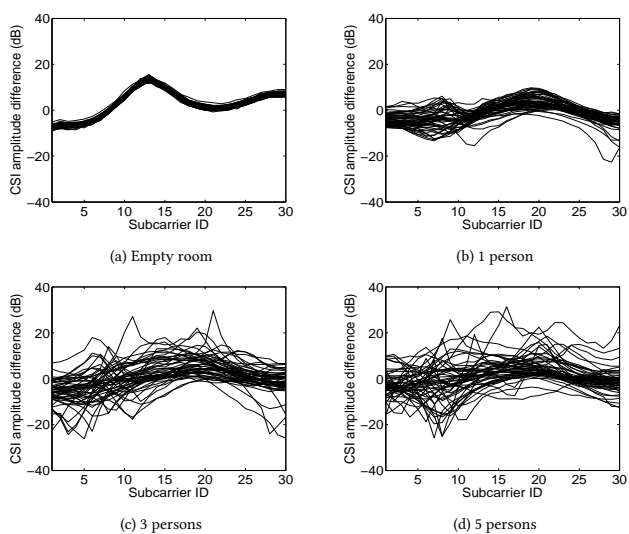 40
20
0
−20
−40
CSI amplitude difference (dB)
5 10 15 20 25 30
Subcarrier ID
(a) Empty room
40
20
0
−20
−40
CSI amplitude difference (dB)
5 10 15 20 25 30
Subcarrier ID
(b) 1 person
40
20
0
−20
−40
CSI amplitude difference (dB)
5 10 15 20 25 30
Subcarrier ID
(c) 3 persons
40
20
0
−20
−40
CSI amplitude difference (dB)
5 10 15 20 25 30
Subcarrier ID
(d) 5 persons